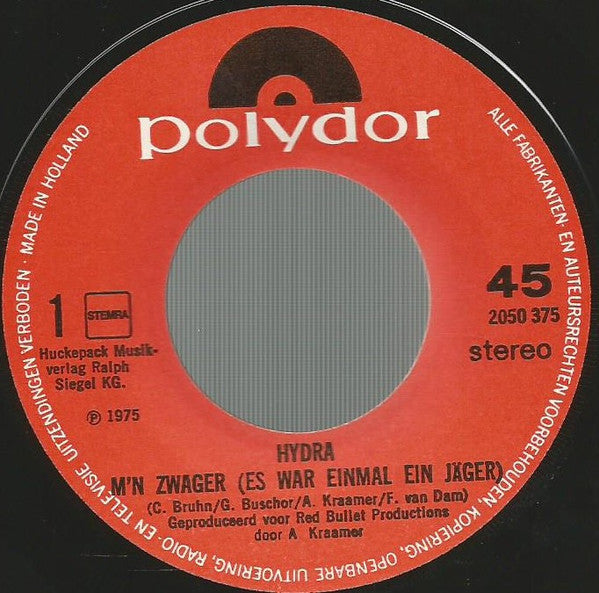 polydor
ALLE FABRIKANTEN- EN AUTEURSRECHTEN VOORBEHOUDEN, KOPIERING, OPENBARE UITVOERING, RADIO- EN TELEVISIE UITZENDINGEN VERBODEN · MADE IN HOLLAND
45
2050 375
stereo
1
STEMRA
Huckepack Musik-
verlag Ralph
Siegel KG.
℗ 1975
HYDRA
M'N ZWAGER (ES WAR EINMAL EIN JÄGER)
(C. Bruhn/G. Buschor/A. Kraamer/F. van Dam)
Geproduceerd voor Red Bullet Productions
door A Kraamer